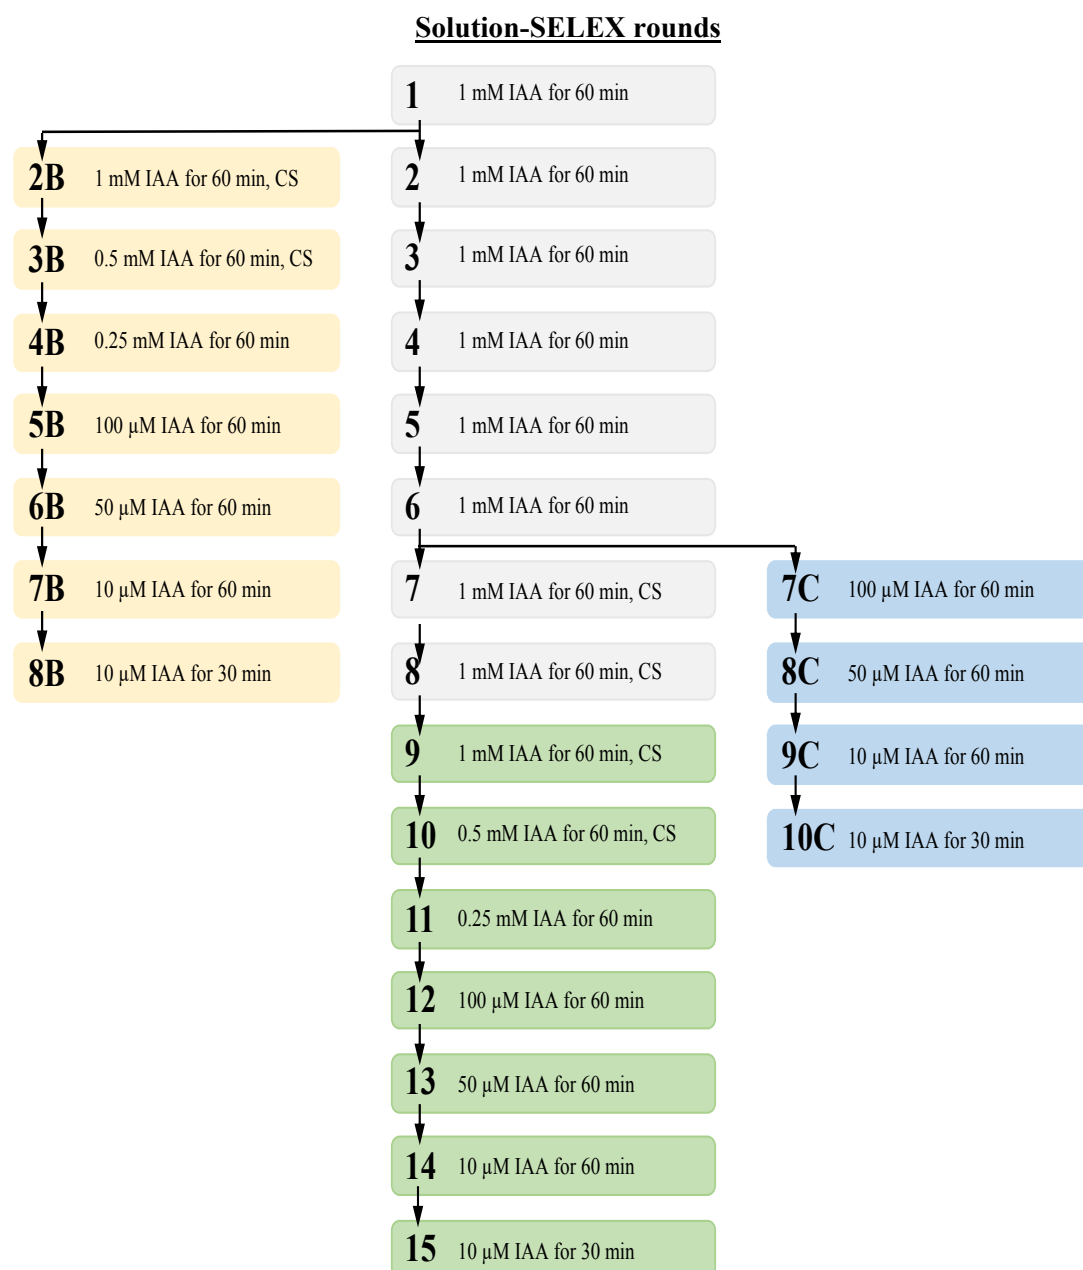 Solution-SELEX rounds
1 1 mM IAA for 60 min
2B 1 mM IAA for 60 min, CS
2 1 mM IAA for 60 min
3B 0.5 mM IAA for 60 min, CS
3 1 mM IAA for 60 min
4B 0.25 mM IAA for 60 min
4 1 mM IAA for 60 min
5B 100 µM IAA for 60 min
5 1 mM IAA for 60 min
6B 50 µM IAA for 60 min
6 1 mM IAA for 60 min
7B 10 µM IAA for 60 min
7 1 mM IAA for 60 min, CS
7C 100 µM IAA for 60 min
8B 10 µM IAA for 30 min
8 1 mM IAA for 60 min, CS
8C 50 µM IAA for 60 min
9 1 mM IAA for 60 min, CS
9C 10 µM IAA for 60 min
10 0.5 mM IAA for 60 min, CS
10C 10 µM IAA for 30 min
11 0.25 mM IAA for 60 min
12 100 µM IAA for 60 min
13 50 µM IAA for 60 min
14 10 µM IAA for 60 min
15 10 µM IAA for 30 min